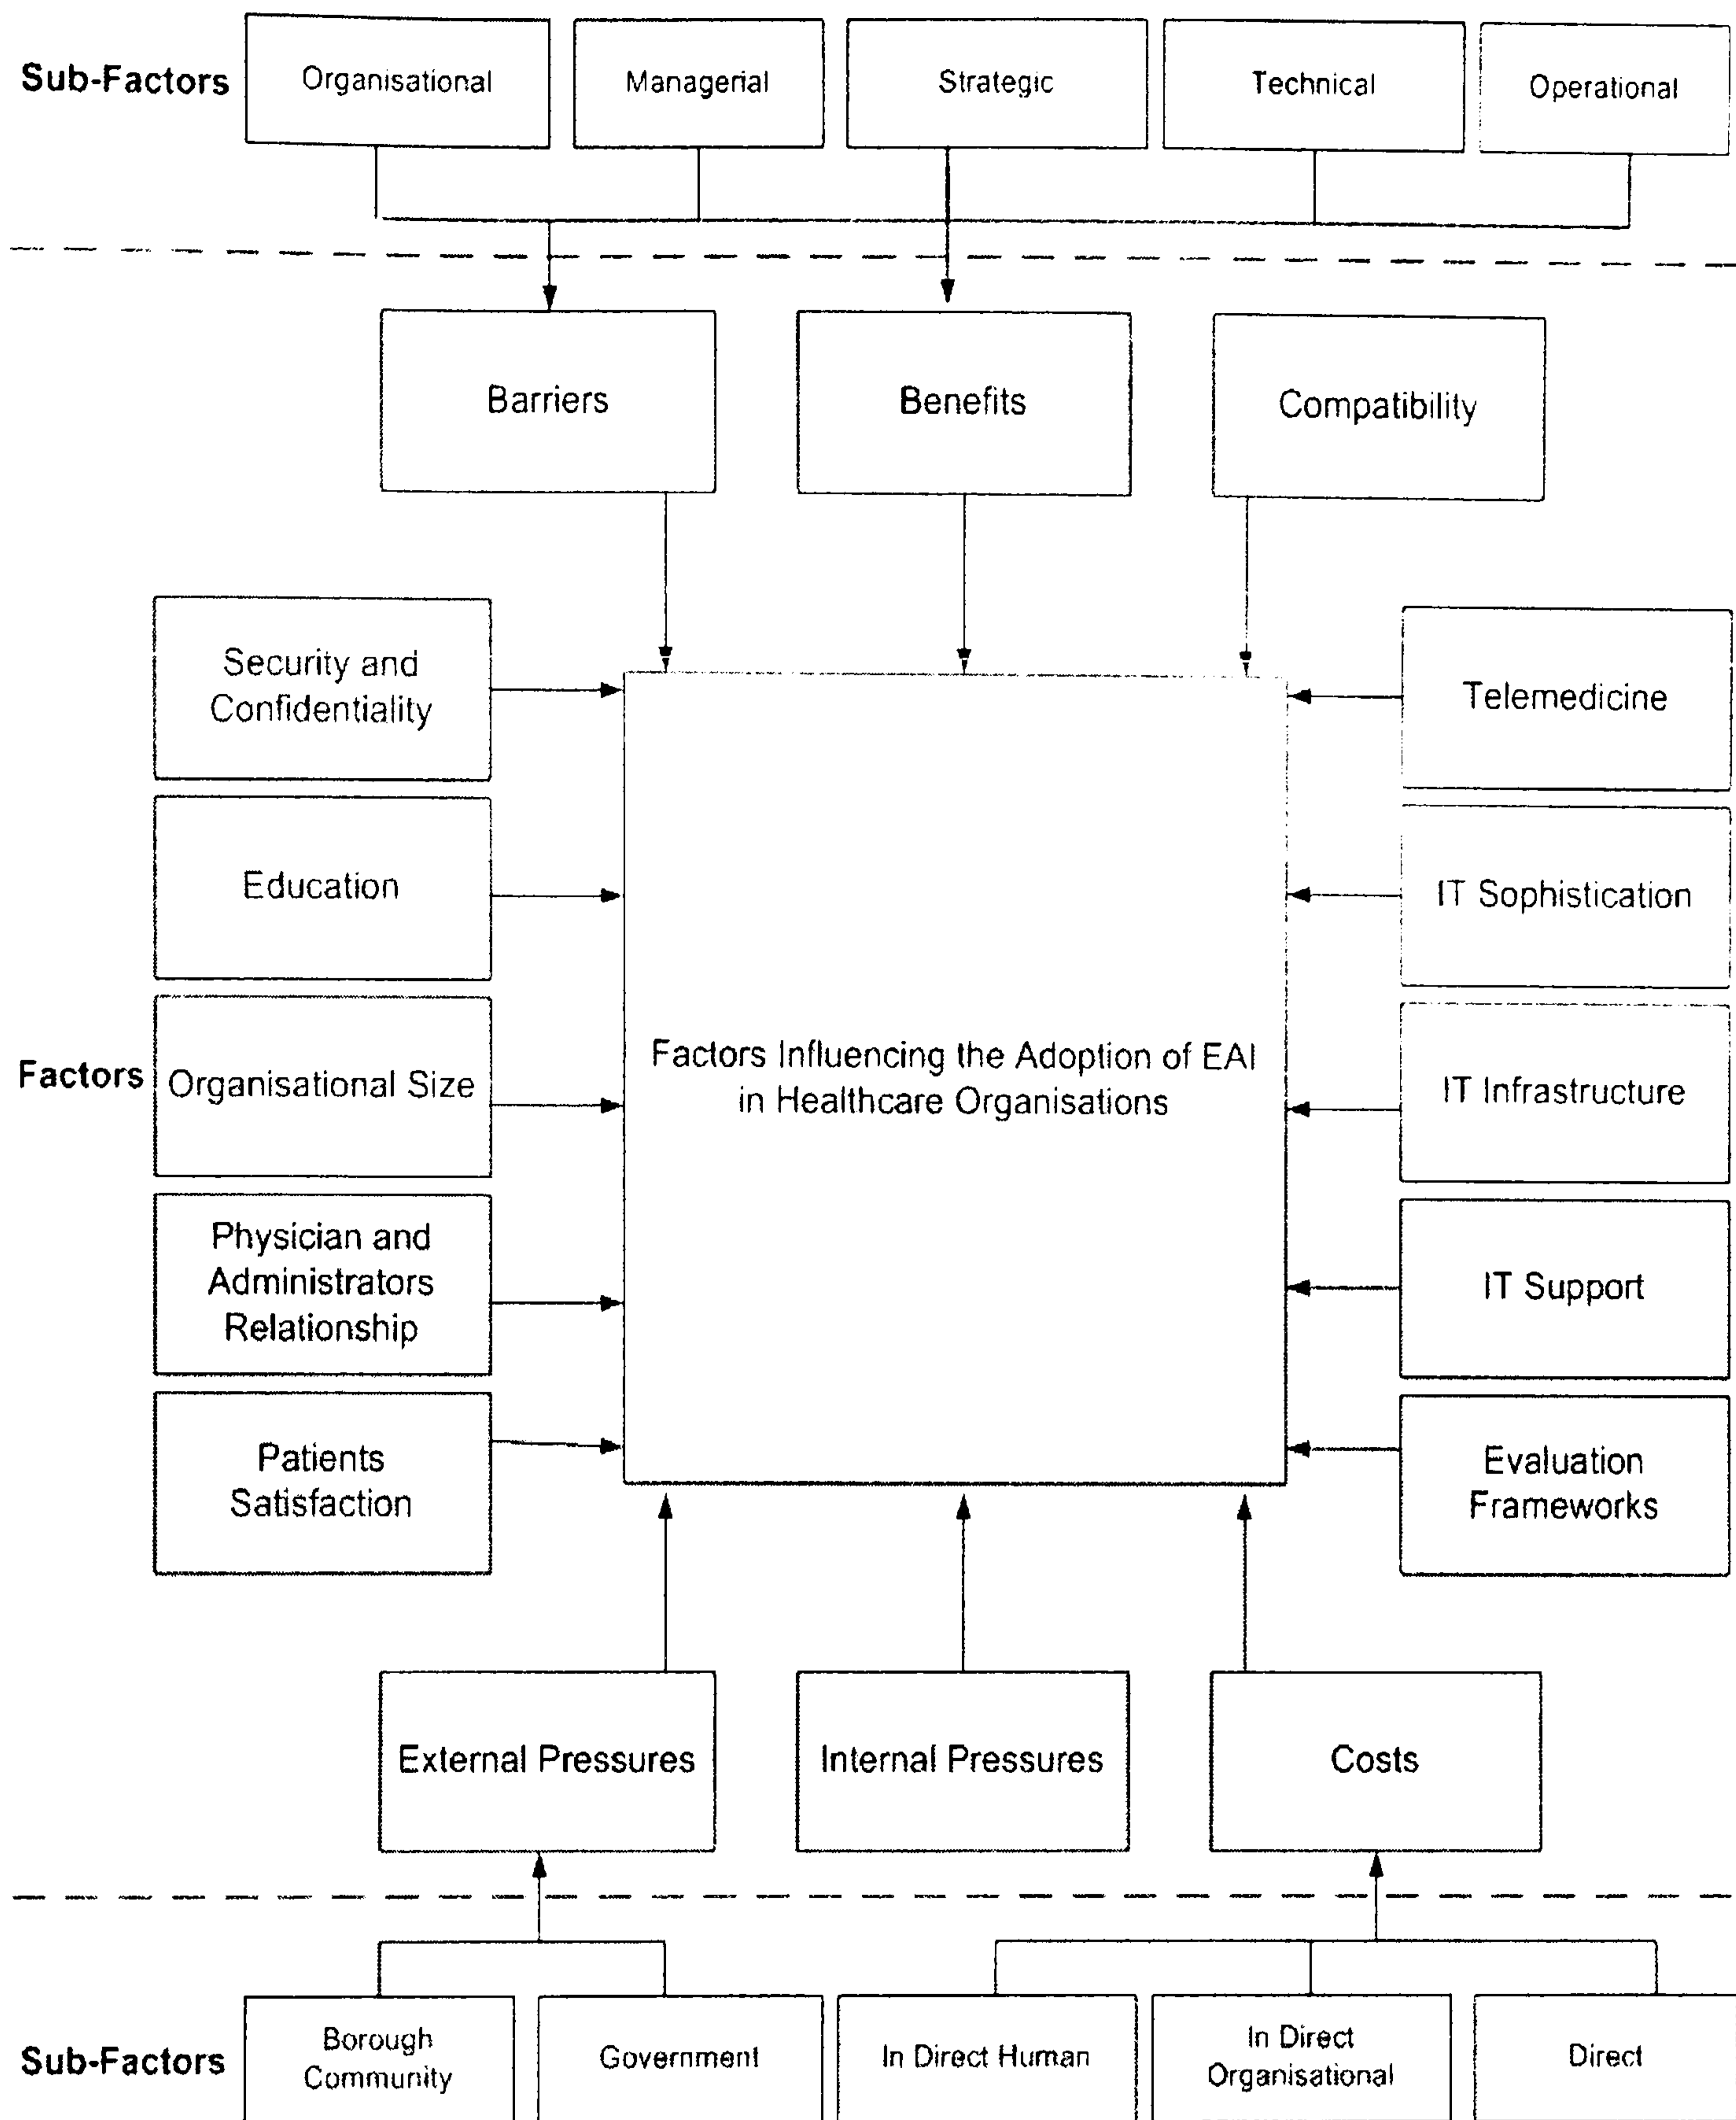 Sub-Factors
Organisational
Managerial
Strategic
Technical
Operational
Barriers
Benefits
Compatibility
Security and
Confidentiality
Telemedicine
Education
IT Sophistication
Factors
Organisational Size
Factors Influencing the Adoption of EAI
in Healthcare Organisations
IT Infrastructure
Physician and
Administrators
Relationship
IT Support
Patients
Satisfaction
Evaluation
Frameworks
External Pressures
Internal Pressures
Costs
Sub-Factors
Borough
Community
Government
In Direct Human
In Direct
Organisational
Direct